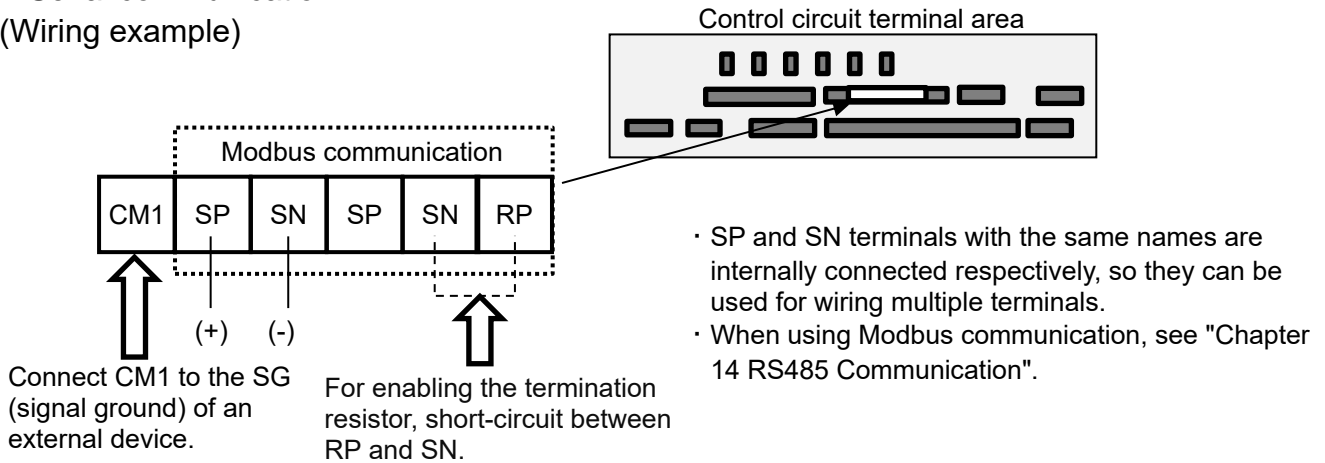 (Wiring example)
Control circuit terminal area
Modbus communication
CM1 SP SN SP SN RP
(+) (-)
Connect CM1 to the SG
(signal ground) of an
external device.
For enabling the termination
resistor, short-circuit between
RP and SN.
・SP and SN terminals with the same names are
internally connected respectively, so they can be
used for wiring multiple terminals.
・When using Modbus communication, see "Chapter
14 RS485 Communication".